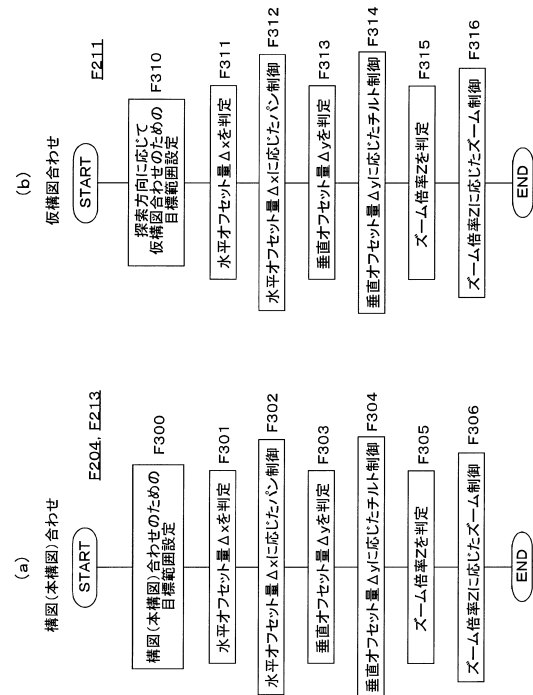 (a)
構図(本構図)合わせ
F204, F213
START
構図(本構図)合わせのための
目標範囲設定
F300
水平オフセット量Δxを判定
F301
水平オフセット量Δxに応じたパン制御
F302
垂直オフセット量Δyを判定
F303
垂直オフセット量Δyに応じたチルト制御
F304
ズーム倍率Zを判定
F305
ズーム倍率Zに応じたズーム制御
F306
END
(b)
仮構図合わせ
F211
START
探索方向に応じて
仮構図合わせのための
目標範囲設定
F310
水平オフセット量Δxを判定
F311
水平オフセット量Δxに応じたパン制御
F312
垂直オフセット量Δyを判定
F313
垂直オフセット量Δyに応じたチルト制御
F314
ズーム倍率Zを判定
F315
ズーム倍率Zに応じたズーム制御
F316
END